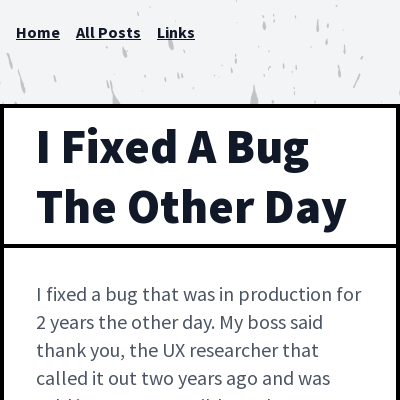 Home All Posts Links
I Fixed A Bug
The Other Day
I fixed a bug that was in production for
2 years the other day. My boss said
thank you, the UX researcher that
called it out two years ago and was